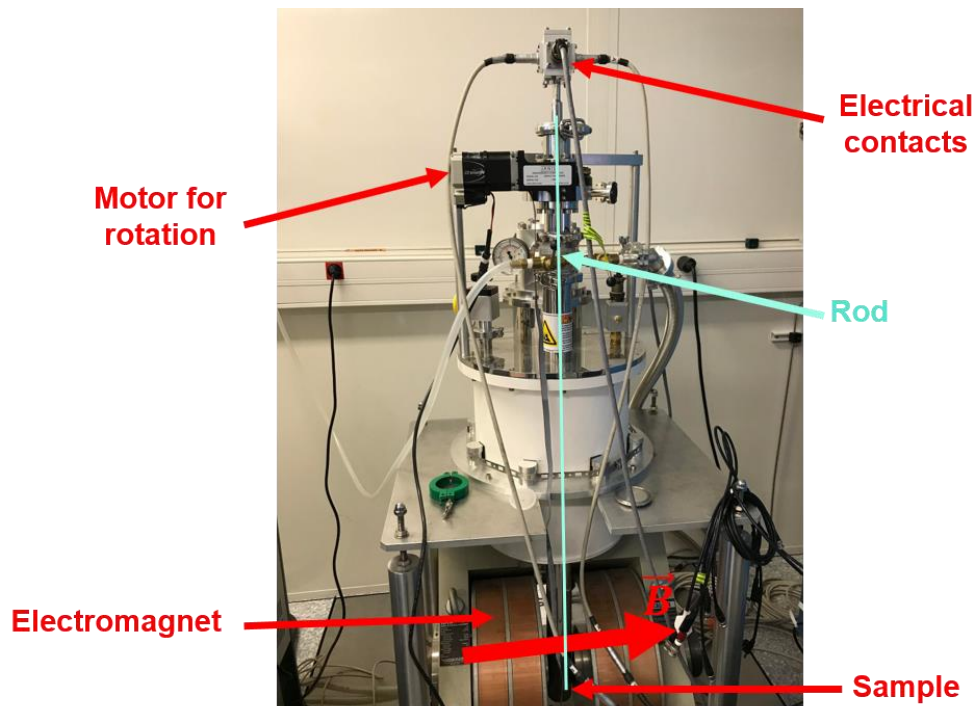 Electrical
contacts
Motor for
rotation
Rod
B
Electromagnet
Sample